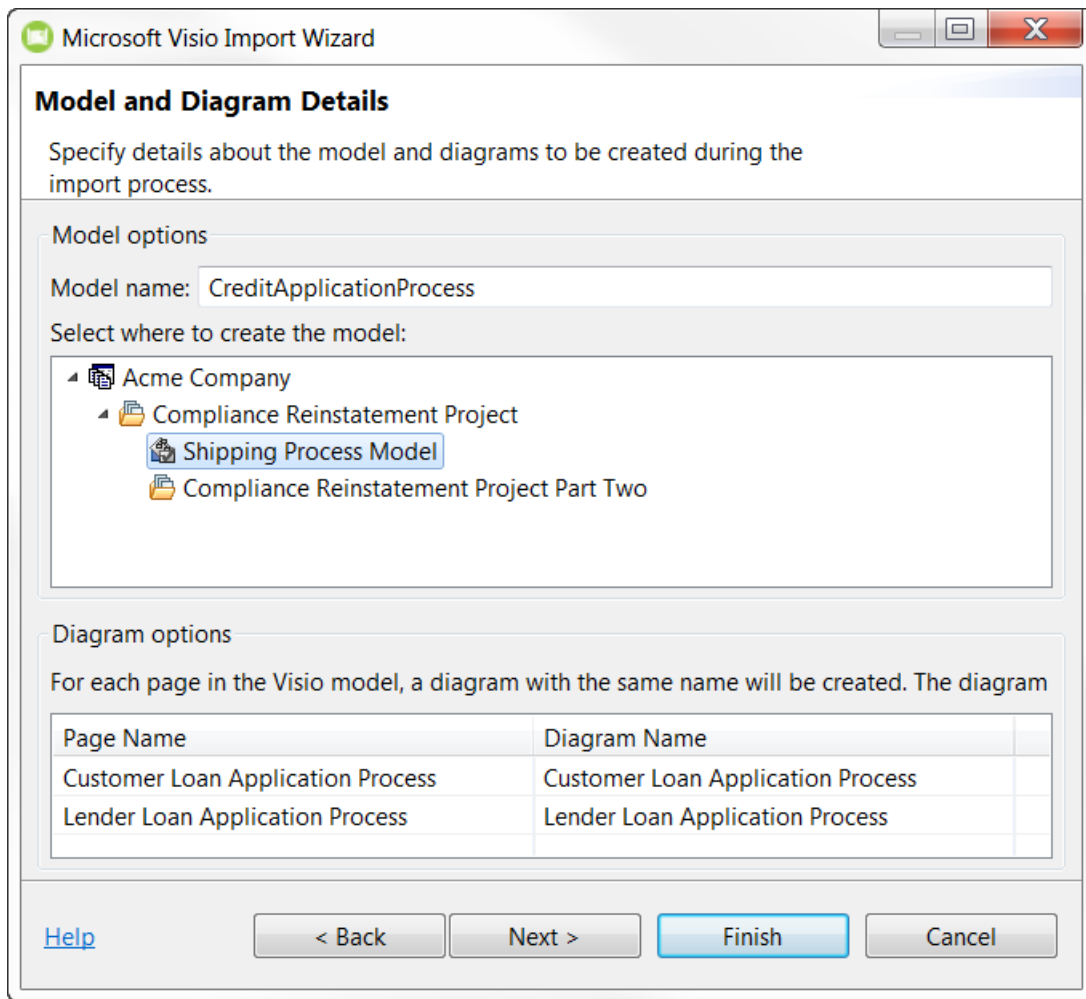 Microsoft Visio Import Wizard
Model and Diagram Details
Specify details about the model and diagrams to be created during the
import process.
Model options
Model name: CreditApplicationProcess
Select where to create the model:
Acme Company
Compliance Reinstatement Project
Shipping Process Model
Compliance Reinstatement Project Part Two
Diagram options
For each page in the Visio model, a diagram with the same name will be created. The diagram
Page Name Diagram Name
Customer Loan Application Process Customer Loan Application Process
Lender Loan Application Process Lender Loan Application Process
Help < Back Next > Finish Cancel